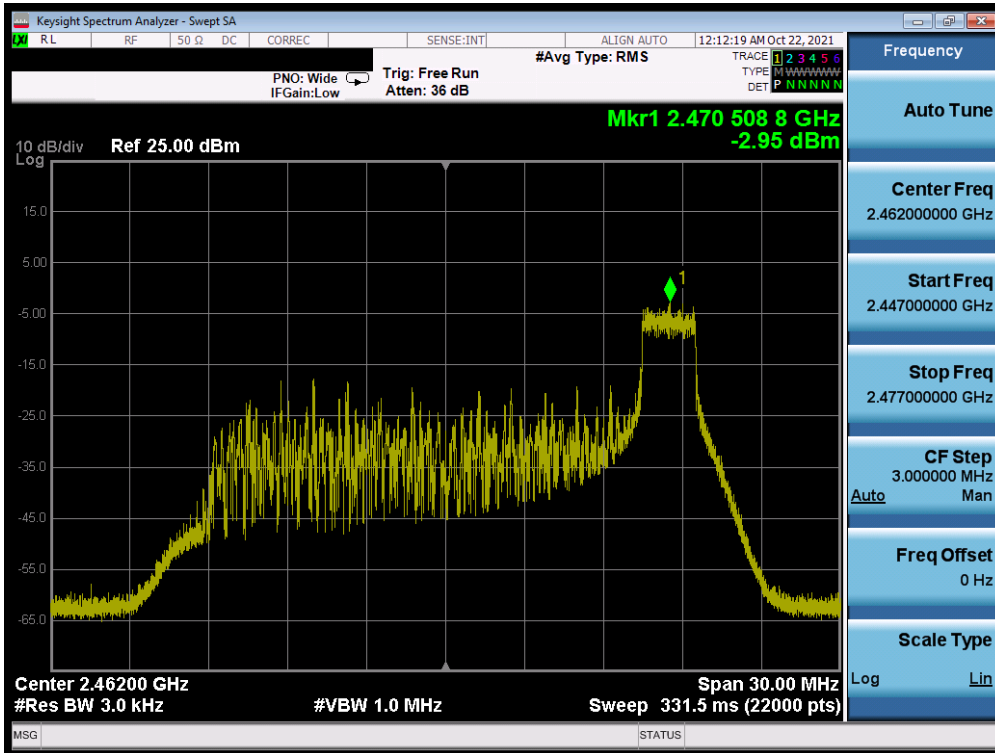 Keysight Spectrum Analyzer - Swept SA
LXI RL RF 50 Ω DC CORREC SENSE:INT ALIGN AUTO 12:12:19 AM Oct 22, 2021
#Avg Type: RMS TRACE 1 2 3 4 5 6
PNO: Wide Trig: Free Run TYPE M WWWWW
IFGain:Low Atten: 36 dB DET P N N N N N
Mkr1 2.470 508 8 GHz
-2.95 dBm
10 dB/div Ref 25.00 dBm
Log
15.0
5.00
1
-5.00
-15.0
-25.0
-35.0
-45.0
-55.0
-65.0
Center 2.46200 GHz Span 30.00 MHz
#Res BW 3.0 kHz #VBW 1.0 MHz Sweep 331.5 ms (22000 pts)
MSG STATUS
Frequency
Auto Tune
Center Freq
2.462000000 GHz
Start Freq
2.447000000 GHz
Stop Freq
2.477000000 GHz
CF Step
3.000000 MHz
Auto Man
Freq Offset
0 Hz
Scale Type
Log Lin